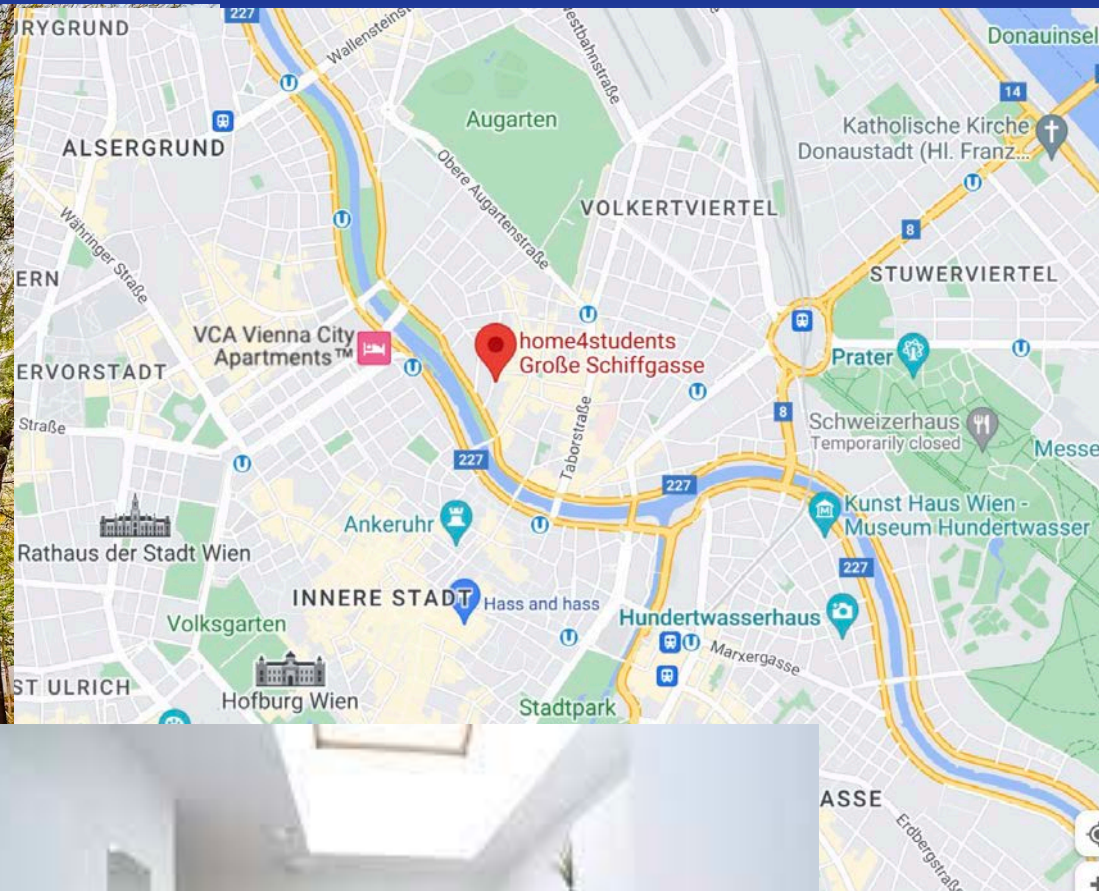 JRYGRUND
227
Wallensteinst
Donauinsel
14
Augarten
Katholische Kirche
Donaustadt (Hl. Franz...
ALSERGRUND
Obere Augartenstraße
VOLKERTVIERTEL
Währinger Straße
8
ERN
STUWERVIERTEL
VCA Vienna City
Apartments™
home4students
Große Schiffgasse
Prater
ERVORSTADT
8
Straße
Taborstraße
Schweizerhaus
Temporarily closed
Messe
227
227
Kunst Haus Wien -
Museum Hundertwasser
Ankeruhr
Rathaus der Stadt Wien
227
INNERE STADT
Hass and hass
Hundertwasserhaus
Volksgarten
Marxergasse
ST ULRICH
Hofburg Wien
Stadtpark
ASSE
Erdbergstraße